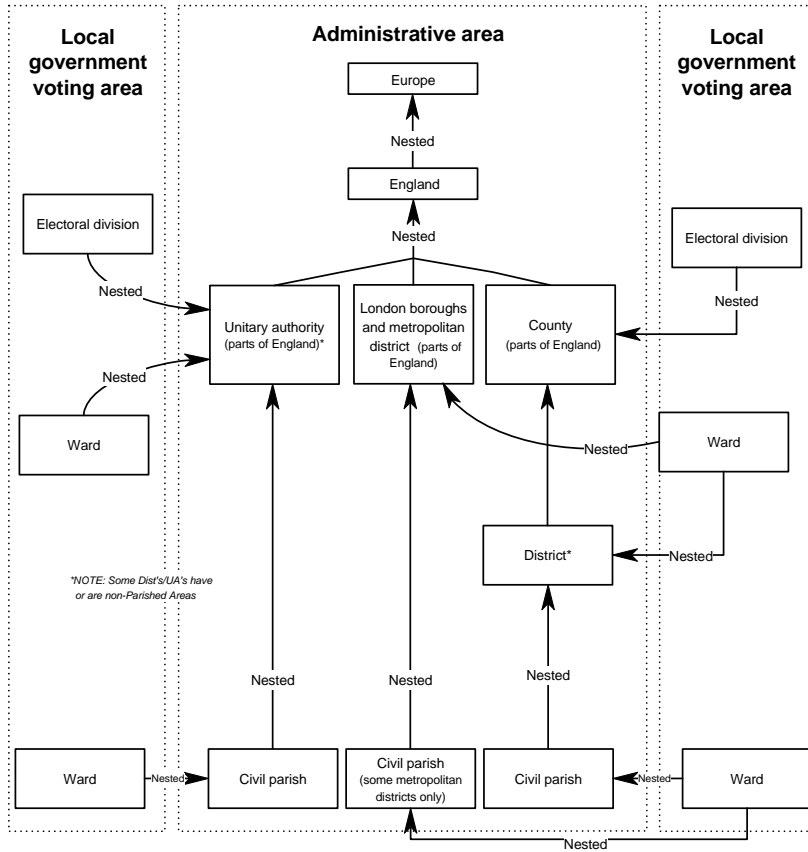 Local
government
voting area
Administrative area
Local
government
voting area
Europe
Nested
England
Nested
Electoral division
Electoral division
Nested
Nested
Unitary authority
(parts of England)*
London boroughs
and metropolitan
district (parts of
England)
County
(parts of England)
Nested
Ward
Nested
Ward
District*
Nested
*NOTE: Some Dist's/UA's have
or are non-Parished Areas
Nested
Nested
Nested
Ward
Nested
Civil parish
Civil parish
(some metropolitan
districts only)
Civil parish
Nested
Ward
Nested